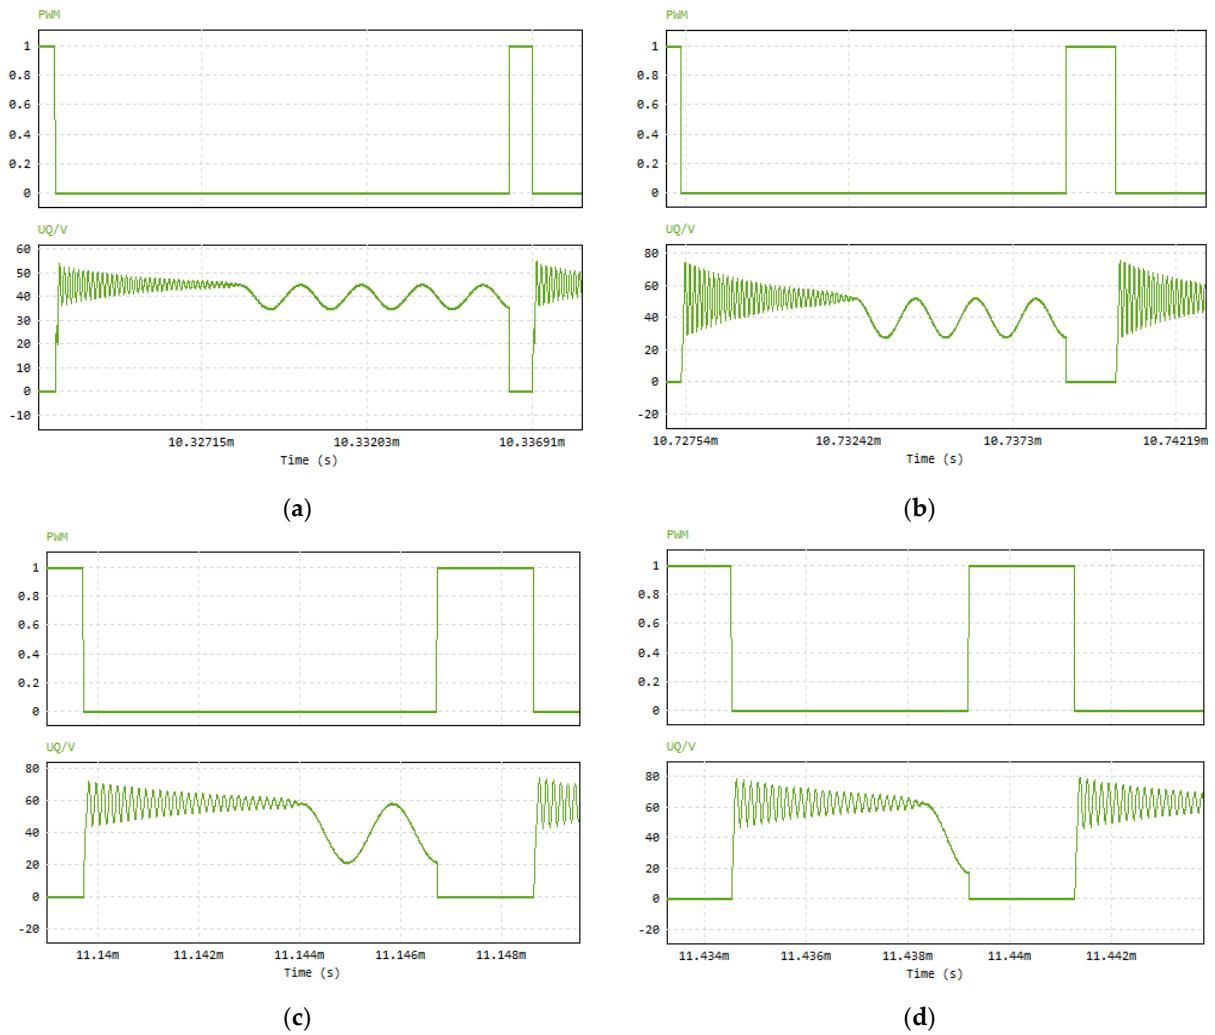 PWM
1
0.8
0.6
0.4
0.2
0
UQ/V
60
50
40
30
20
10
0
-10
10.32715m 10.33203m 10.33691m
Time (s)
(a)
PWM
1
0.8
0.6
0.4
0.2
0
UQ/V
80
60
40
20
0
-20
10.72754m 10.73242m 10.7373m 10.74219m
Time (s)
(b)
PWM
1
0.8
0.6
0.4
0.2
0
UQ/V
80
60
40
20
0
-20
11.14m 11.142m 11.144m 11.146m 11.148m
Time (s)
(c)
PWM
1
0.8
0.6
0.4
0.2
0
UQ/V
80
60
40
20
0
-20
11.434m 11.436m 11.438m 11.44m 11.442m
Time (s)
(d)